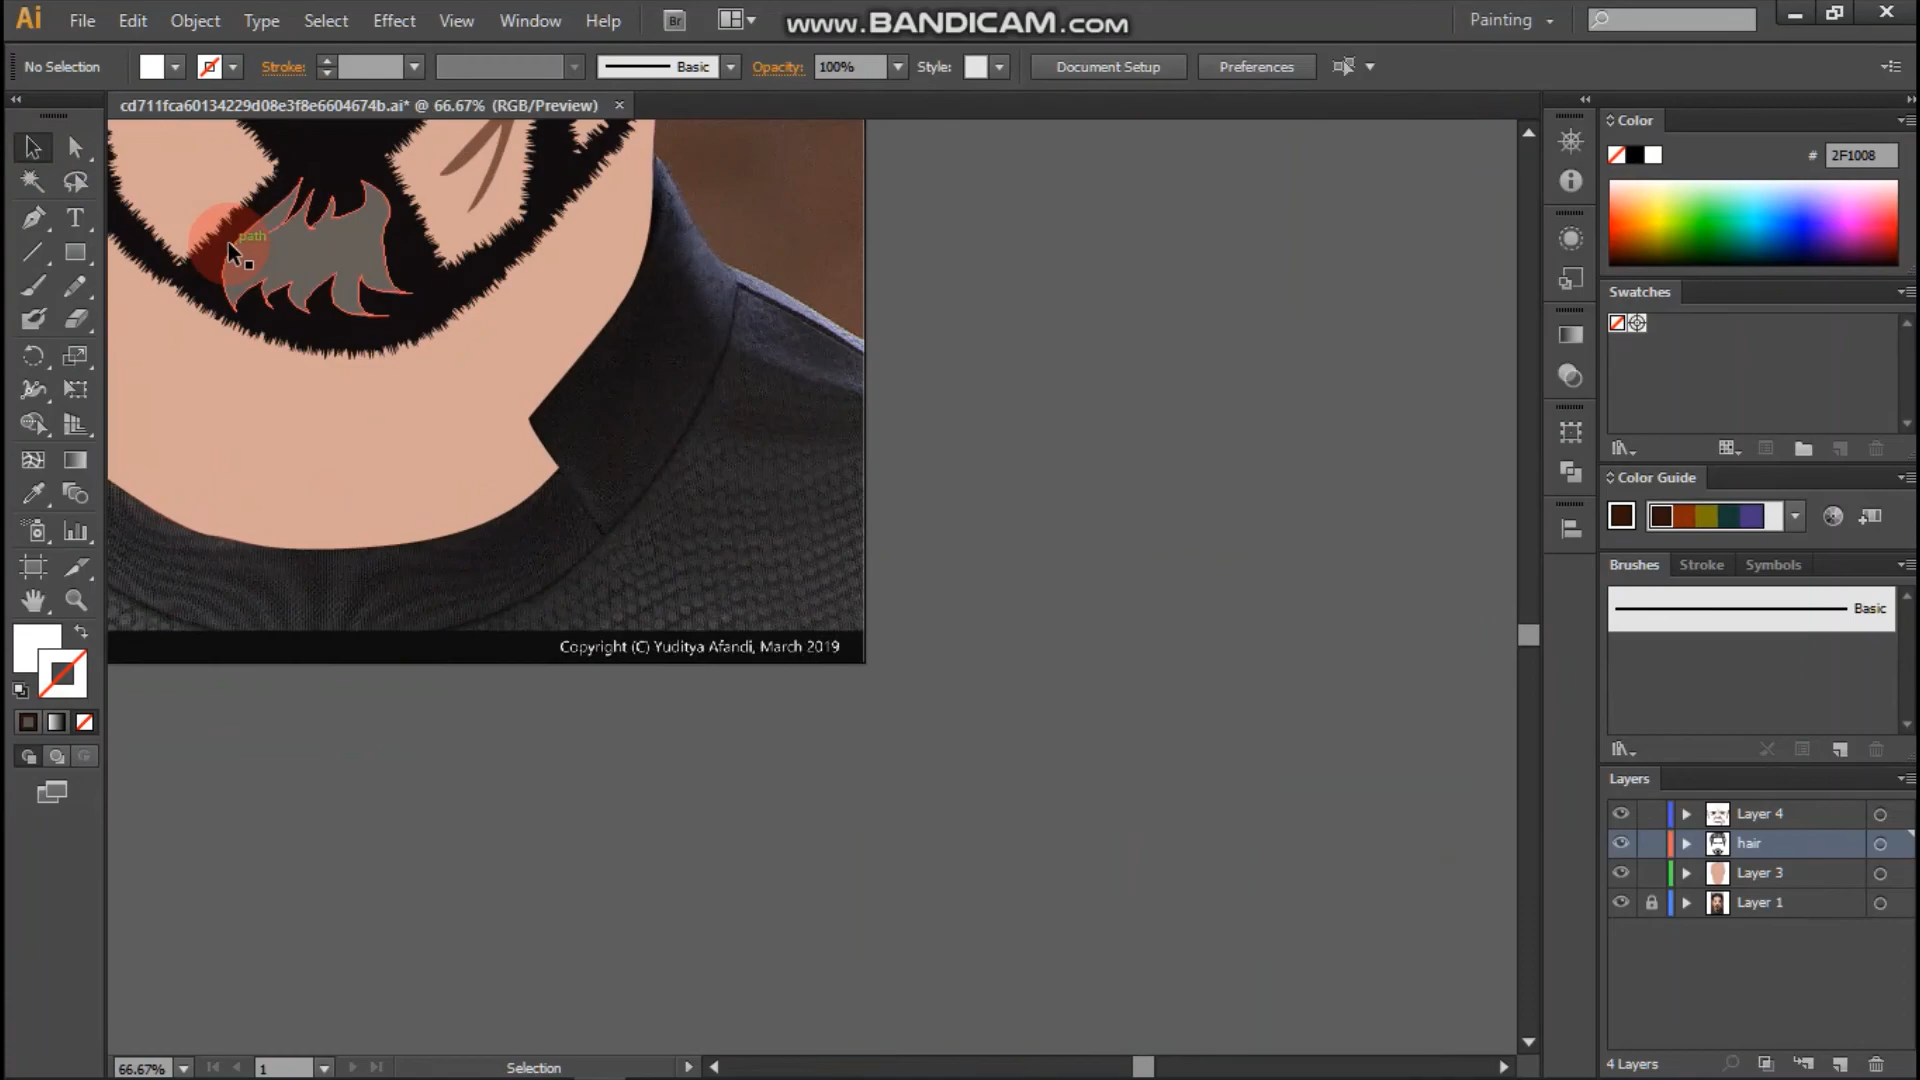 Ai File Edit Object Type Select Effect View Window Help Br www.BANDICAM.com Painting
No Selection Stroke: Basic Opacity: 100% Style: Document Setup Preferences
cd711fca60134229d08e3f8e6604674b.ai* @ 66.67% (RGB/Preview)
Color
# 2F1008
path
Swatches
Color Guide
Brushes Stroke Symbols
Basic
Copyright (C) Yuditya Afandi, March 2019
Layers
Layer 4
hair
Layer 3
Layer 1
4 Layers
66.67% 1 Selection